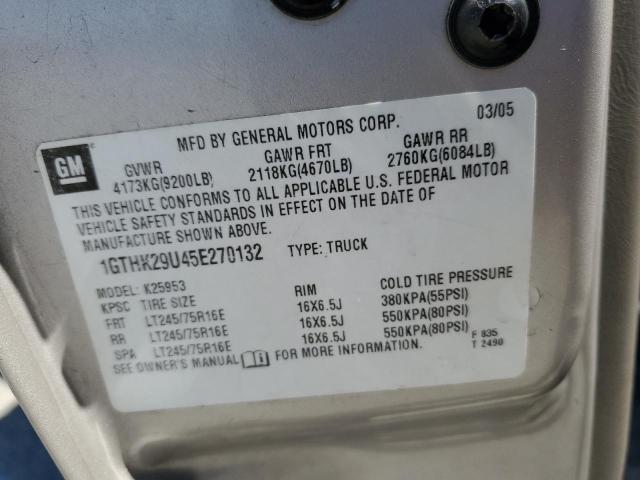 03/05
MFD BY GENERAL MOTORS CORP.
GM
GVWR GAWR FRT GAWR RR
4173KG(9200LB) 2118KG(4670LB) 2760KG(6084LB)
THIS VEHICLE CONFORMS TO ALL APPLICABLE U.S. FEDERAL MOTOR
VEHICLE SAFETY STANDARDS IN EFFECT ON THE DATE OF
MANUFACTURE SHOWN ABOVE.
1GTHK29U45E270132 TYPE: TRUCK
MODEL: K25953
KPSC TIRE SIZE RIM COLD TIRE PRESSURE
FRT LT245/75R16E 16X6.5J 380KPA(55PSI)
RR LT245/75R16E 16X6.5J 550KPA(80PSI)
SPA LT245/75R16E 16X6.5J 550KPA(80PSI)
SEE OWNER'S MANUAL i FOR MORE INFORMATION.
F 835
T 2490